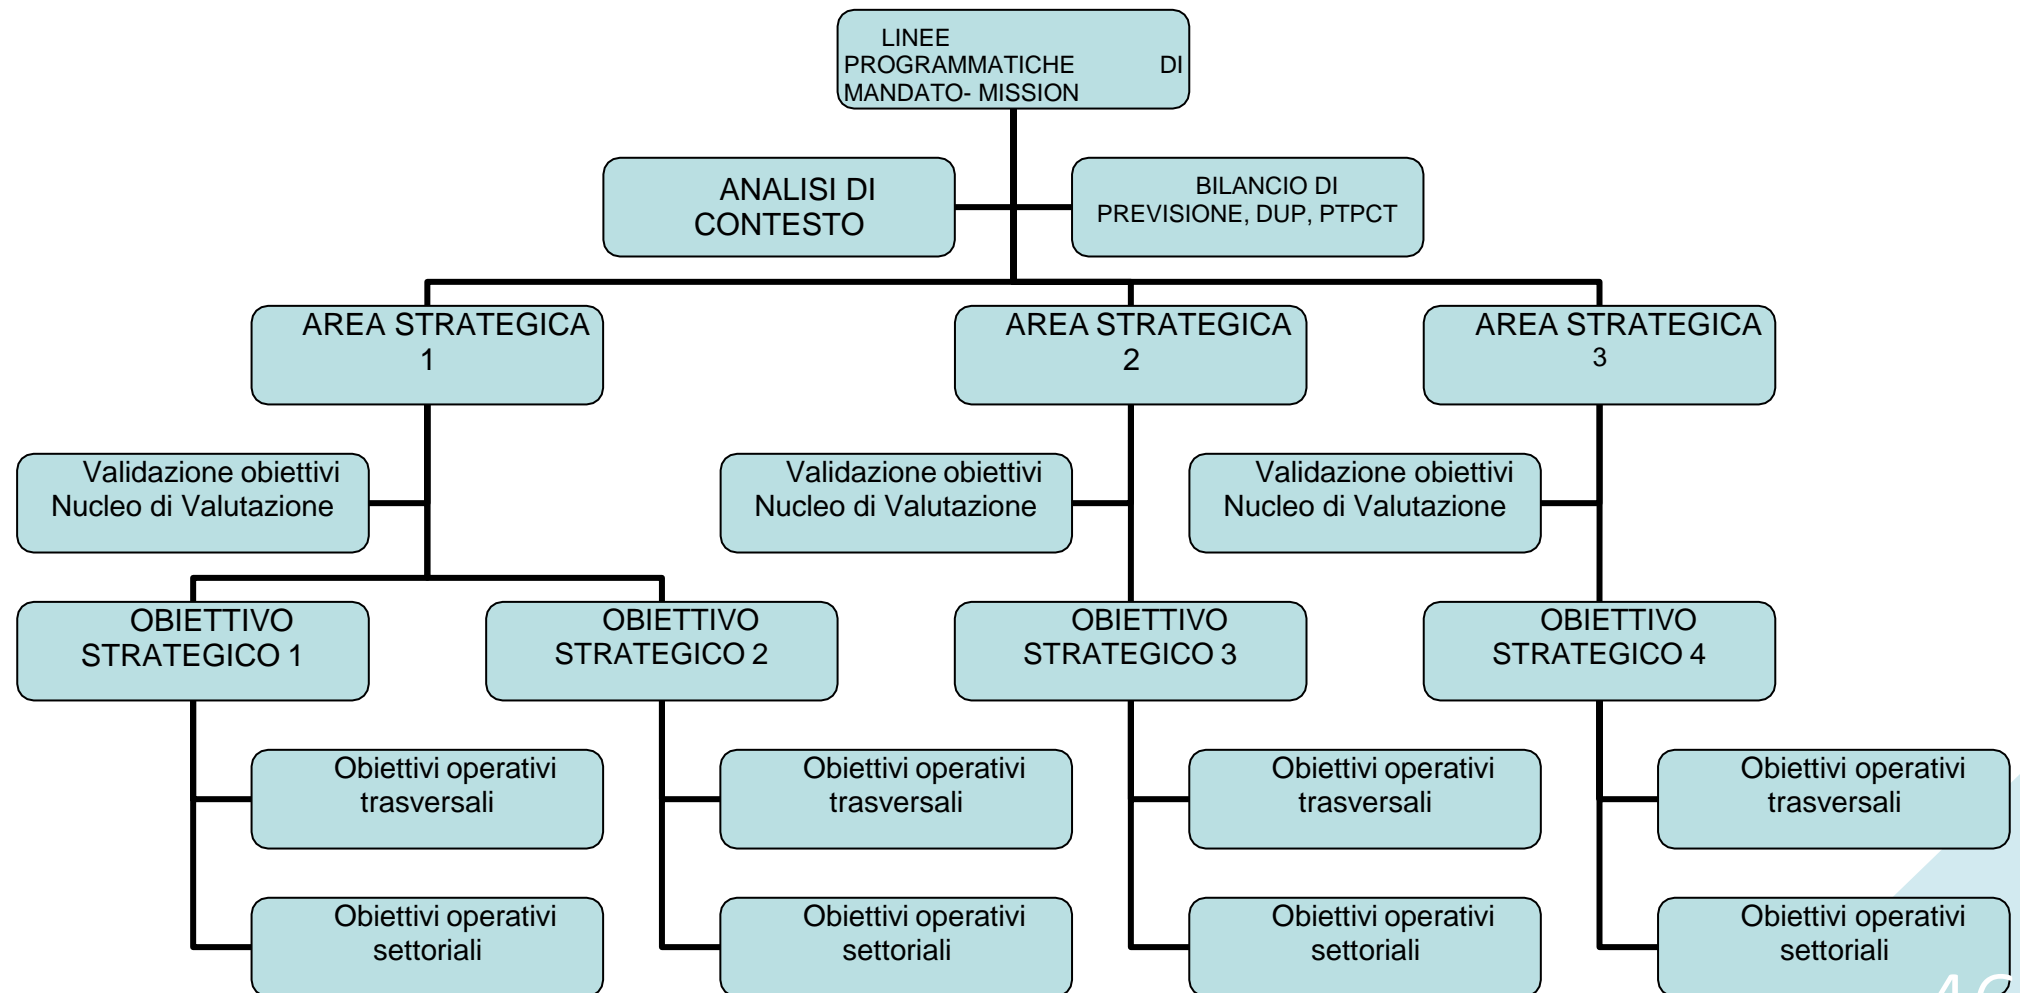 LINEE
PROGRAMMATICHE DI
MANDATO- MISSION
ANALISI DI
CONTESTO
BILANCIO DI
PREVISIONE, DUP, PTPCT
AREA STRATEGICA
1
AREA STRATEGICA
2
AREA STRATEGICA
3
Validazione obiettivi
Nucleo di Valutazione
Validazione obiettivi
Nucleo di Valutazione
Validazione obiettivi
Nucleo di Valutazione
OBIETTIVO
STRATEGICO 1
OBIETTIVO
STRATEGICO 2
OBIETTIVO
STRATEGICO 3
OBIETTIVO
STRATEGICO 4
Obiettivi operativi
trasversali
Obiettivi operativi
trasversali
Obiettivi operativi
trasversali
Obiettivi operativi
trasversali
Obiettivi operativi
settoriali
Obiettivi operativi
settoriali
Obiettivi operativi
settoriali
Obiettivi operativi
settoriali